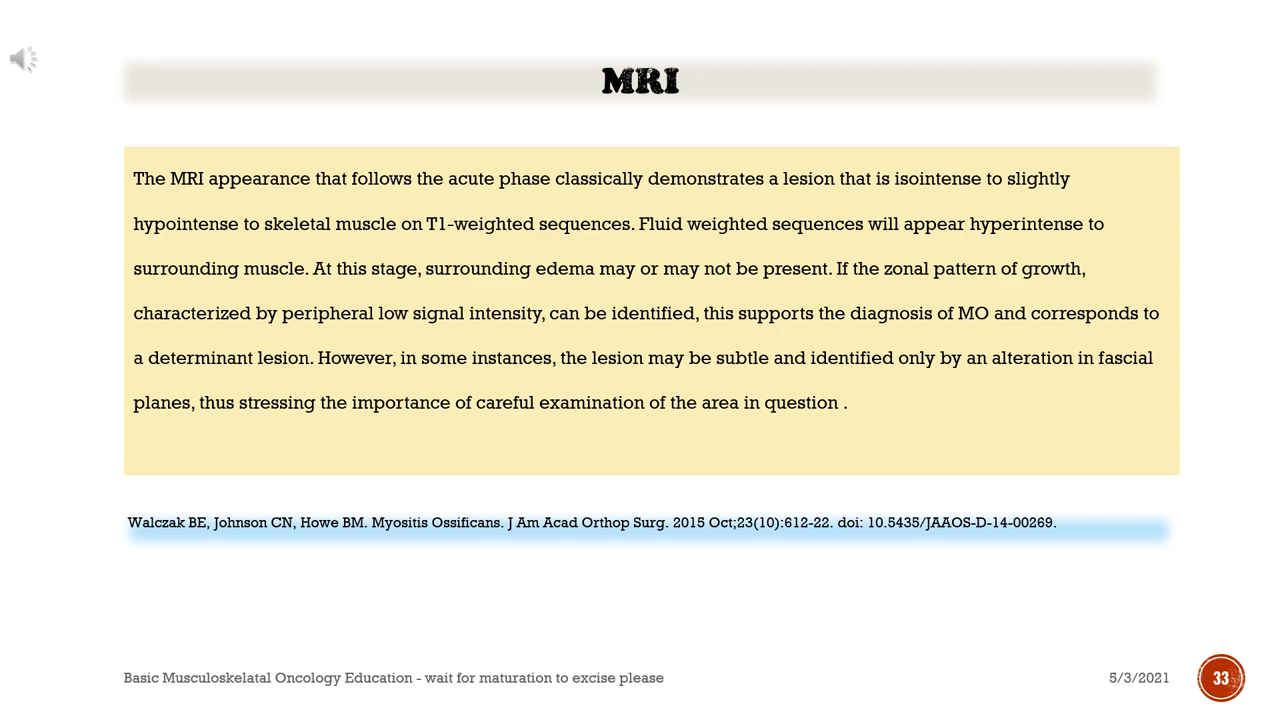 MRI
The MRI appearance that follows the acute phase classically demonstrates a lesion that is isointense to slightly
hypointense to skeletal muscle on T1-weighted sequences. Fluid weighted sequences will appear hyperintense to
surrounding muscle. At this stage, surrounding edema may or may not be present. If the zonal pattern of growth,
characterized by peripheral low signal intensity, can be identified, this supports the diagnosis of MO and corresponds to
a determinant lesion. However, in some instances, the lesion may be subtle and identified only by an alteration in fascial
planes, thus stressing the importance of careful examination of the area in question .
Walczak BE, Johnson CN, Howe BM. Myositis Ossificans. J Am Acad Orthop Surg. 2015 Oct;23(10):612-22. doi: 10.5435/JAAOS-D-14-00269.
Basic Musculoskelatal Oncology Education - wait for maturation to excise please
5/3/2021
33